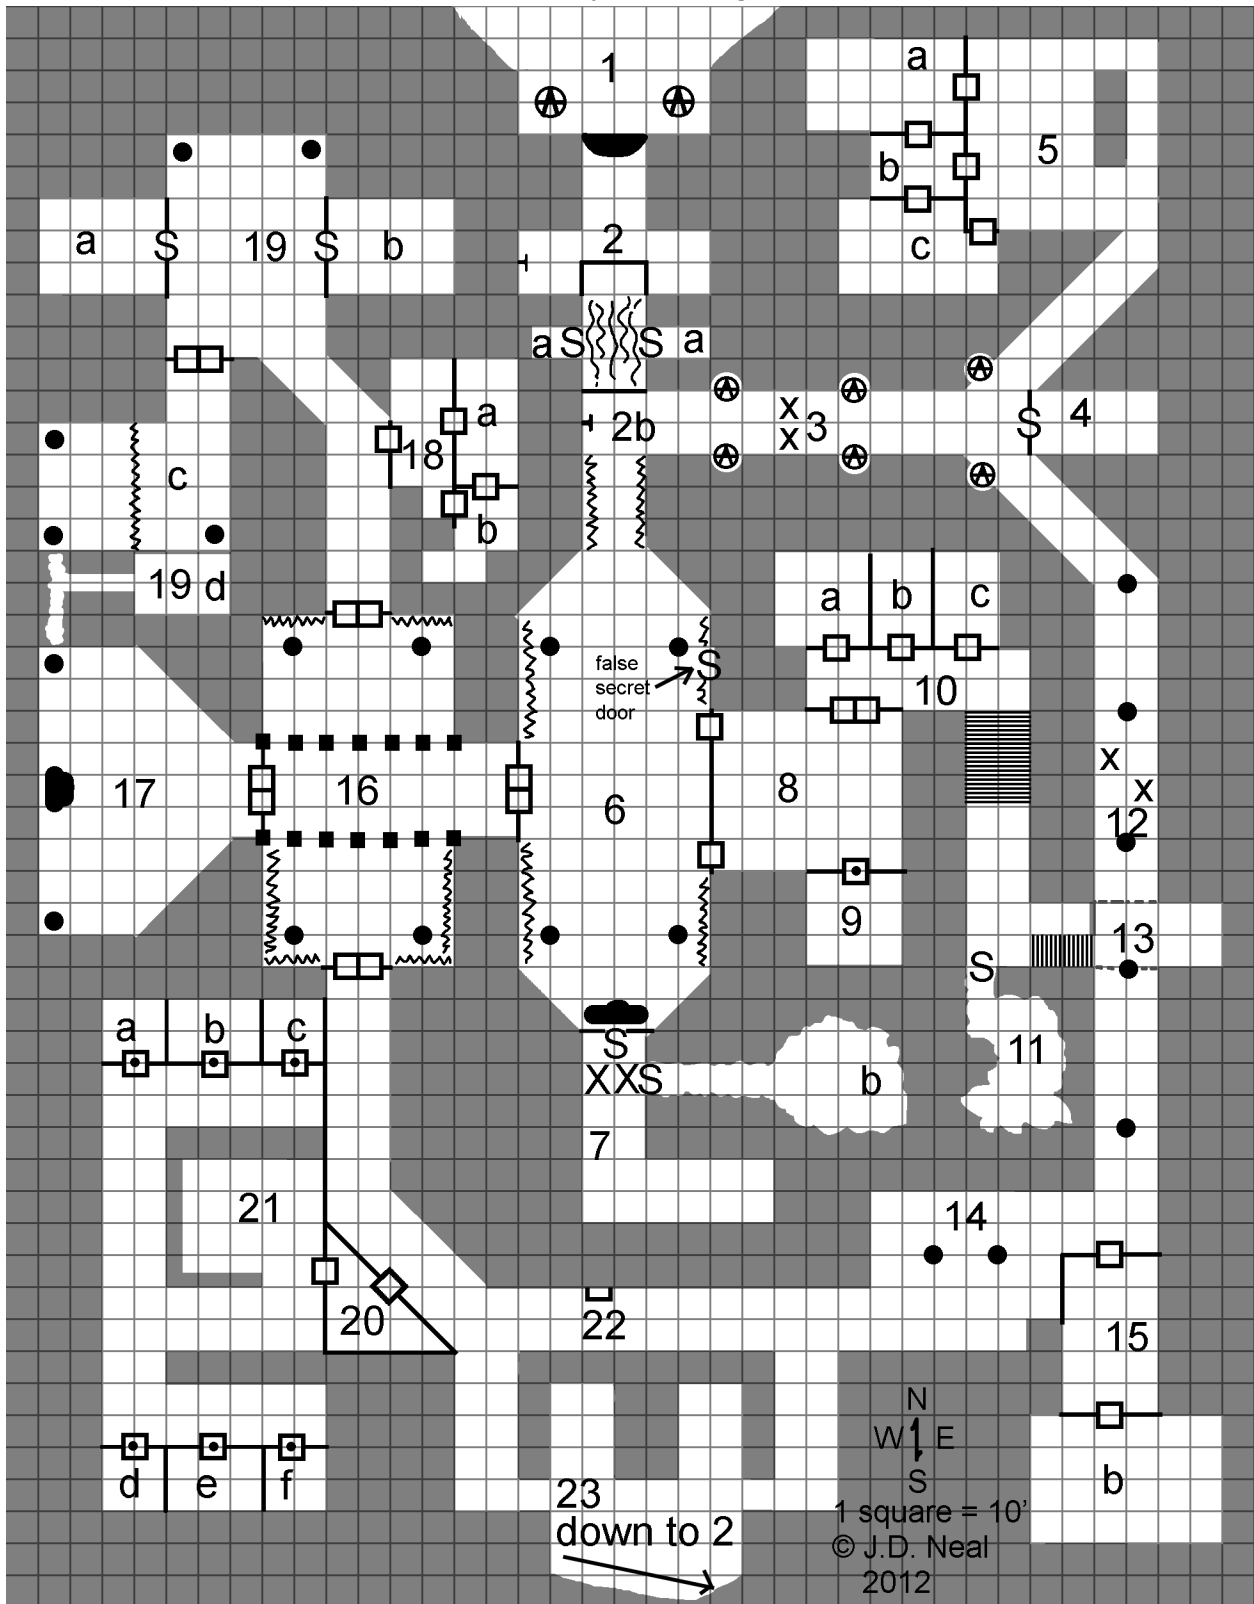 1
a
5
b
c
a
S
19
S
b
2
a
S
S
a
2b
x
x
3
S
4
a
18
b
c
19 d
a
b
c
false
secret
door
S
10
17
16
6
8
x
x
12
9
13
S
a
b
c
S
XXS
b
11
7
21
14
20
22
15
d
e
f
23
down to 2
N
W E
S
b
1 square = 10'
© J.D. Neal
2012